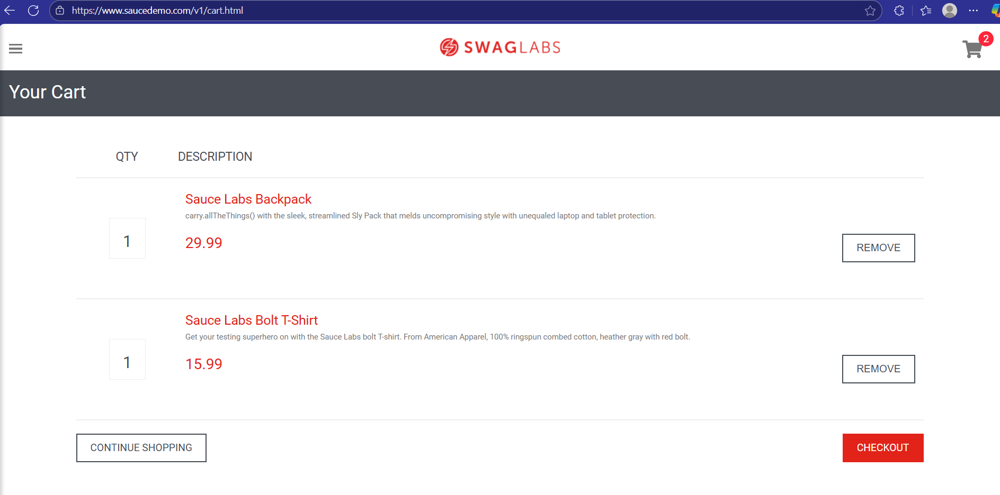 https://www.saucedemo.com/v1/cart.html
SWAGLABS
2
Your Cart
QTY DESCRIPTION
Sauce Labs Backpack
carry.allTheThings() with the sleek, streamlined Sly Pack that melds uncompromising style with unequaled laptop and tablet protection.
1
29.99
REMOVE
Sauce Labs Bolt T-Shirt
Get your testing superhero on with the Sauce Labs bolt T-shirt. From American Apparel, 100% ringspun combed cotton, heather gray with red bolt.
1
15.99
REMOVE
CONTINUE SHOPPING
CHECKOUT